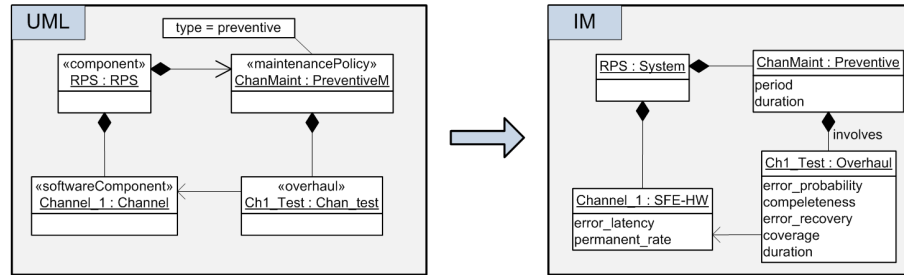 UML
type = preventive
«component»
RPS : RPS
«maintenancePolicy»
ChanMaint : PreventiveM
«softwareComponent»
Channel_1 : Channel
«overhaul»
Ch1_Test : Chan_test
IM
RPS : System
ChanMaint : Preventive
period
duration
involves
Channel_1 : SFE-HW
error_latency
permanent_rate
Ch1_Test : Overhaul
error_probability
compeleteness
error_recovery
coverage
duration